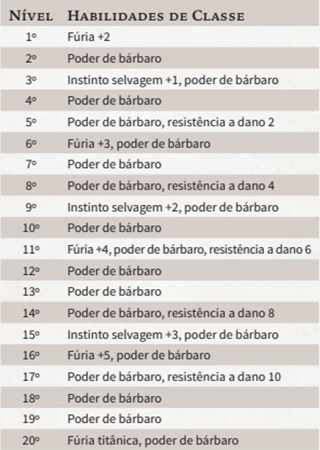 Nível Habilidades de Classe
1º Fúria +2
2º Poder de bárbaro
3º Instinto selvagem +1, poder de bárbaro
4º Poder de bárbaro
5º Poder de bárbaro, resistência a dano 2
6º Fúria +3, poder de bárbaro
7º Poder de bárbaro
8º Poder de bárbaro, resistência a dano 4
9º Instinto selvagem +2, poder de bárbaro
10º Poder de bárbaro
11º Fúria +4, poder de bárbaro, resistência a dano 6
12º Poder de bárbaro
13º Poder de bárbaro
14º Poder de bárbaro, resistência a dano 8
15º Instinto selvagem +3, poder de bárbaro
16º Fúria +5, poder de bárbaro
17º Poder de bárbaro, resistência a dano 10
18º Poder de bárbaro
19º Poder de bárbaro
20º Fúria titânica, poder de bárbaro